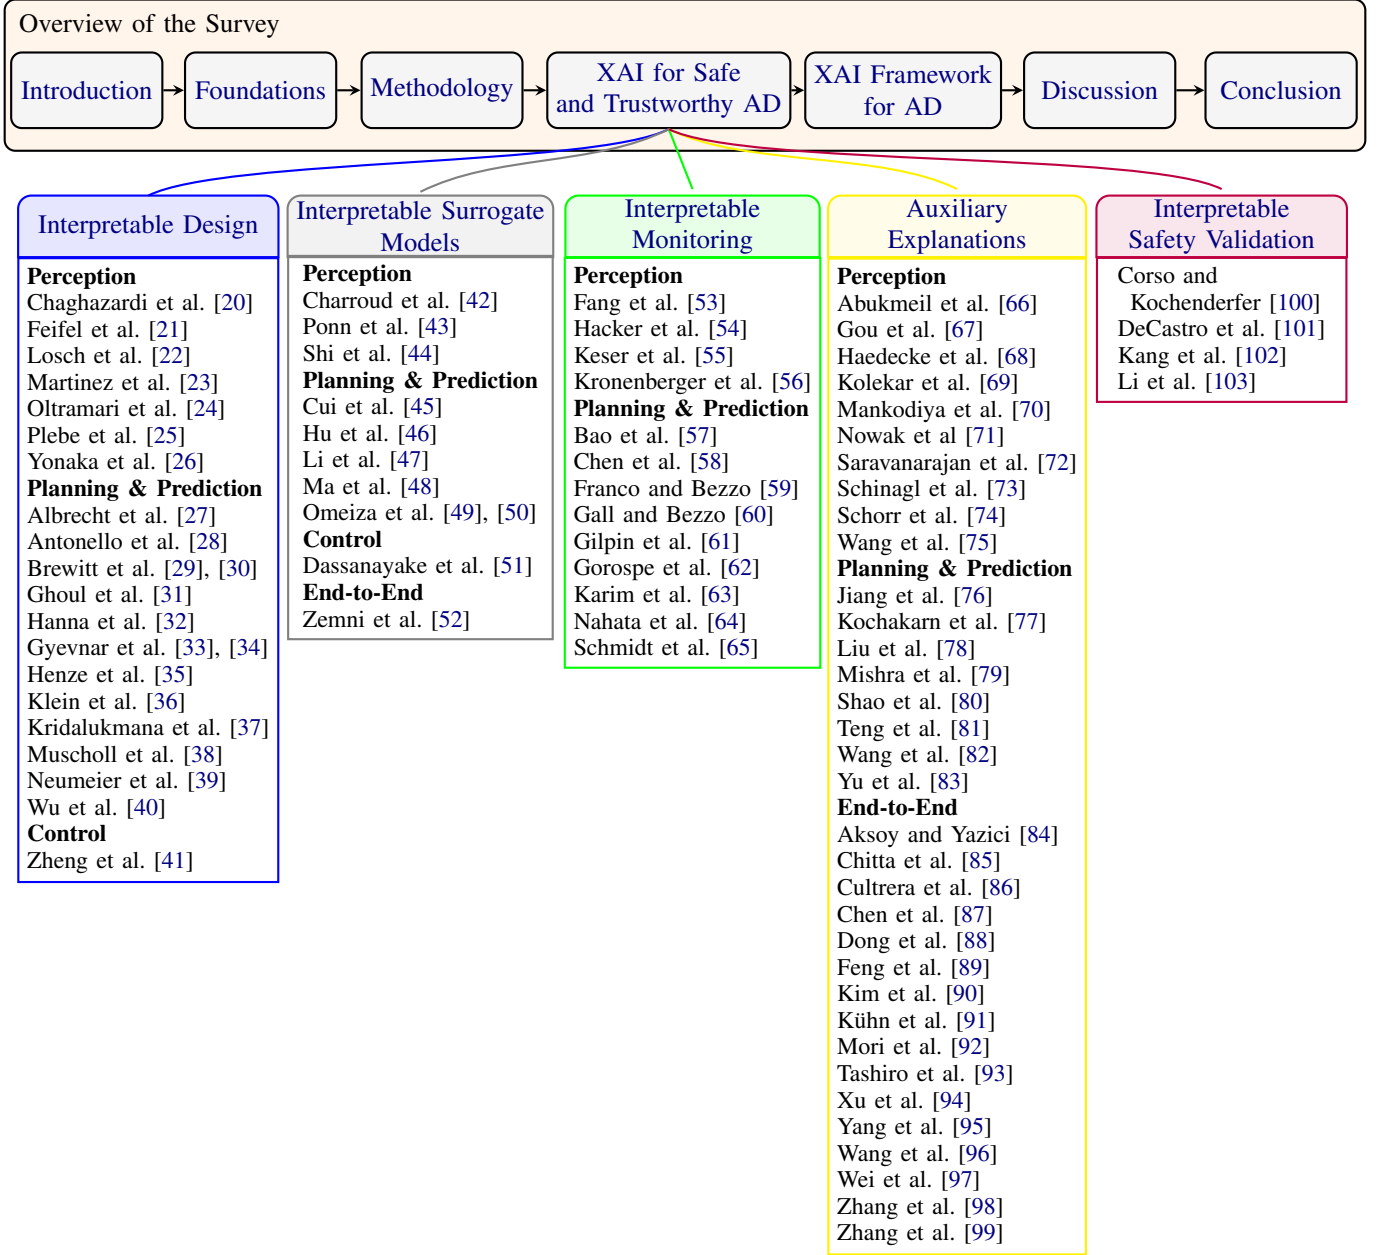 Overview of the Survey
Introduction
Foundations
Methodology
XAI for Safe
and Trustworthy AD
XAI Framework
for AD
Discussion
Conclusion
Interpretable Design
Perception
Chaghazardi et al. [20]
Feifel et al. [21]
Losch et al. [22]
Martinez et al. [23]
Oltramari et al. [24]
Plebe et al. [25]
Yonaka et al. [26]
Planning & Prediction
Albrecht et al. [27]
Antonello et al. [28]
Brewitt et al. [29], [30]
Ghoul et al. [31]
Hanna et al. [32]
Gyevnar et al. [33], [34]
Henze et al. [35]
Klein et al. [36]
Kridalukmana et al. [37]
Muscholl et al. [38]
Neumeier et al. [39]
Wu et al. [40]
Control
Zheng et al. [41]
Interpretable Surrogate
Models
Perception
Charroud et al. [42]
Ponn et al. [43]
Shi et al. [44]
Planning & Prediction
Cui et al. [45]
Hu et al. [46]
Li et al. [47]
Ma et al. [48]
Omeiza et al. [49], [50]
Control
Dassanayake et al. [51]
End-to-End
Zemni et al. [52]
Interpretable
Monitoring
Perception
Fang et al. [53]
Hacker et al. [54]
Keser et al. [55]
Kronenberger et al. [56]
Planning & Prediction
Bao et al. [57]
Chen et al. [58]
Franco and Bezzo [59]
Gall and Bezzo [60]
Gilpin et al. [61]
Gorospe et al. [62]
Karim et al. [63]
Nahata et al. [64]
Schmidt et al. [65]
Auxiliary
Explanations
Perception
Abukmeil et al. [66]
Gou et al. [67]
Haedecke et al. [68]
Kolekar et al. [69]
Mankodiya et al. [70]
Nowak et al [71]
Saravanarajan et al. [72]
Schinagl et al. [73]
Schorr et al. [74]
Wang et al. [75]
Planning & Prediction
Jiang et al. [76]
Kochakarn et al. [77]
Liu et al. [78]
Mishra et al. [79]
Shao et al. [80]
Teng et al. [81]
Wang et al. [82]
Yu et al. [83]
End-to-End
Aksoy and Yazici [84]
Chitta et al. [85]
Cultrera et al. [86]
Chen et al. [87]
Dong et al. [88]
Feng et al. [89]
Kim et al. [90]
Kühn et al. [91]
Mori et al. [92]
Tashiro et al. [93]
Xu et al. [94]
Yang et al. [95]
Wang et al. [96]
Wei et al. [97]
Zhang et al. [98]
Zhang et al. [99]
Interpretable
Safety Validation
Corso and
Kochenderfer [100]
DeCastro et al. [101]
Kang et al. [102]
Li et al. [103]